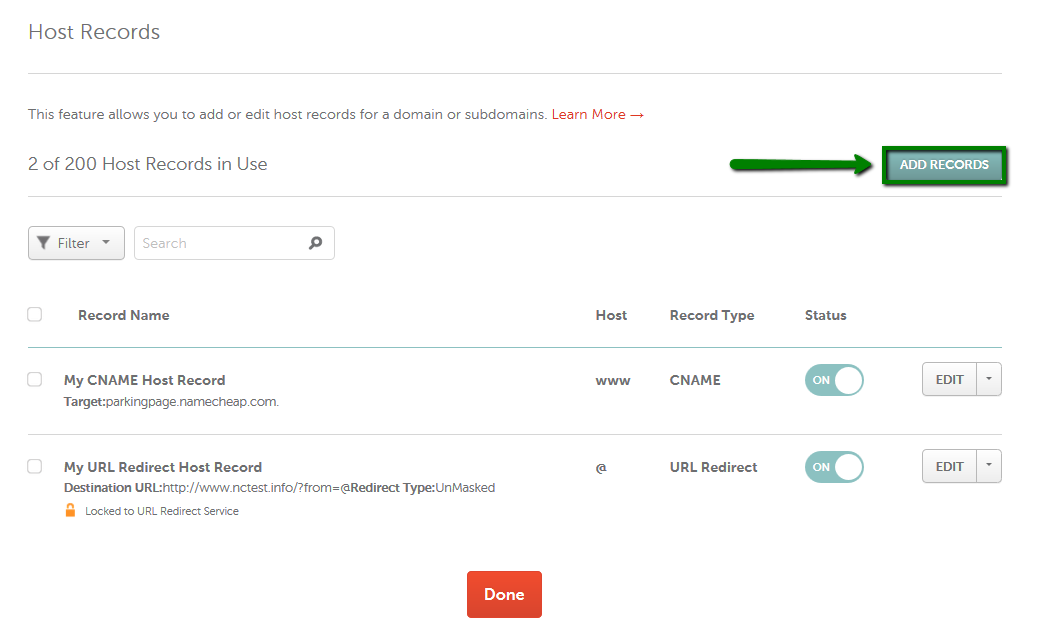 Host Records
This feature allows you to add or edit host records for a domain or subdomains. Learn More →
2 of 200 Host Records in Use
ADD RECORDS
Filter
Search
Record Name Host Record Type Status
My CNAME Host Record www CNAME ON EDIT
Target:parkingpage.namecheap.com.
My URL Redirect Host Record @ URL Redirect ON EDIT
Destination URL:http://www.nctest.info/?from=@Redirect Type:UnMasked
Locked to URL Redirect Service
Done